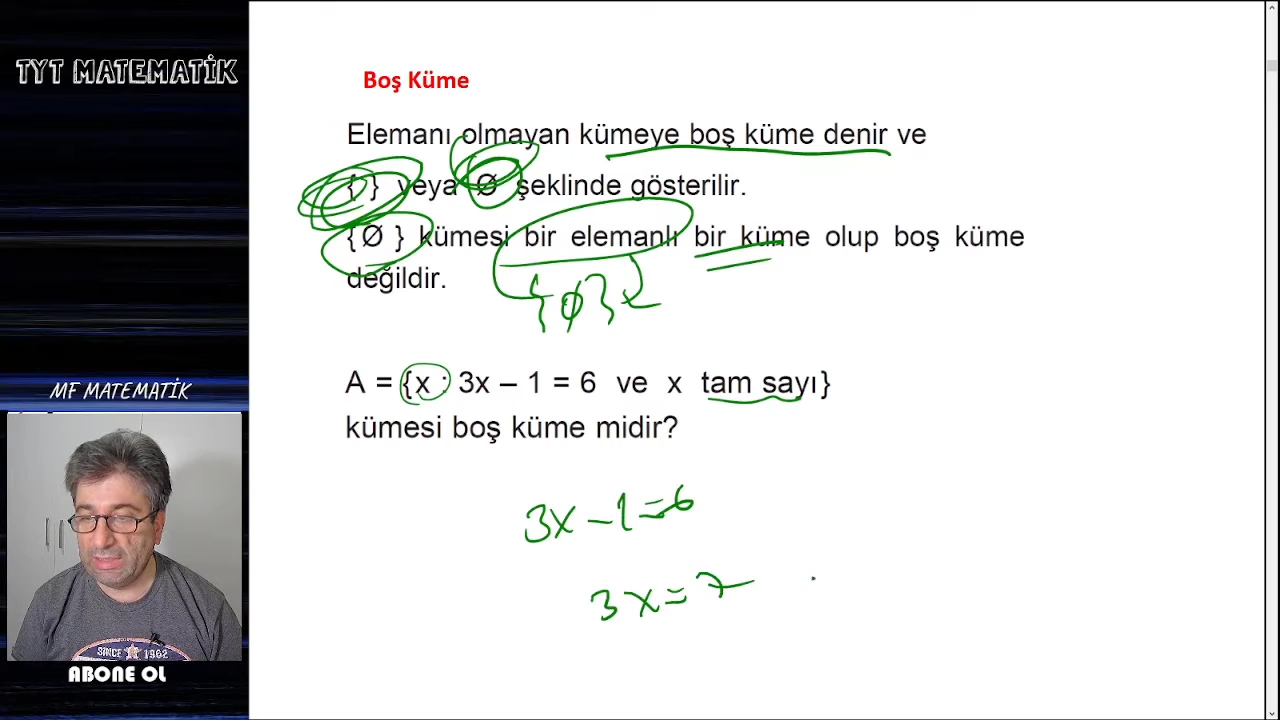 TYT MATEMATİK
Boş Küme
Elemanı olmayan kümeye boş küme denir ve
{ } veya Ø şeklinde gösterilir.
{ Ø } kümesi bir elemanlı bir küme olup boş küme
değildir.
{Ø}
A = {x : 3x – 1 = 6 ve x tam sayı}
kümesi boş küme midir?
3x - 1 = 6
3x = 7
MF MATEMATİK
SINCE 1962
ABONE OL